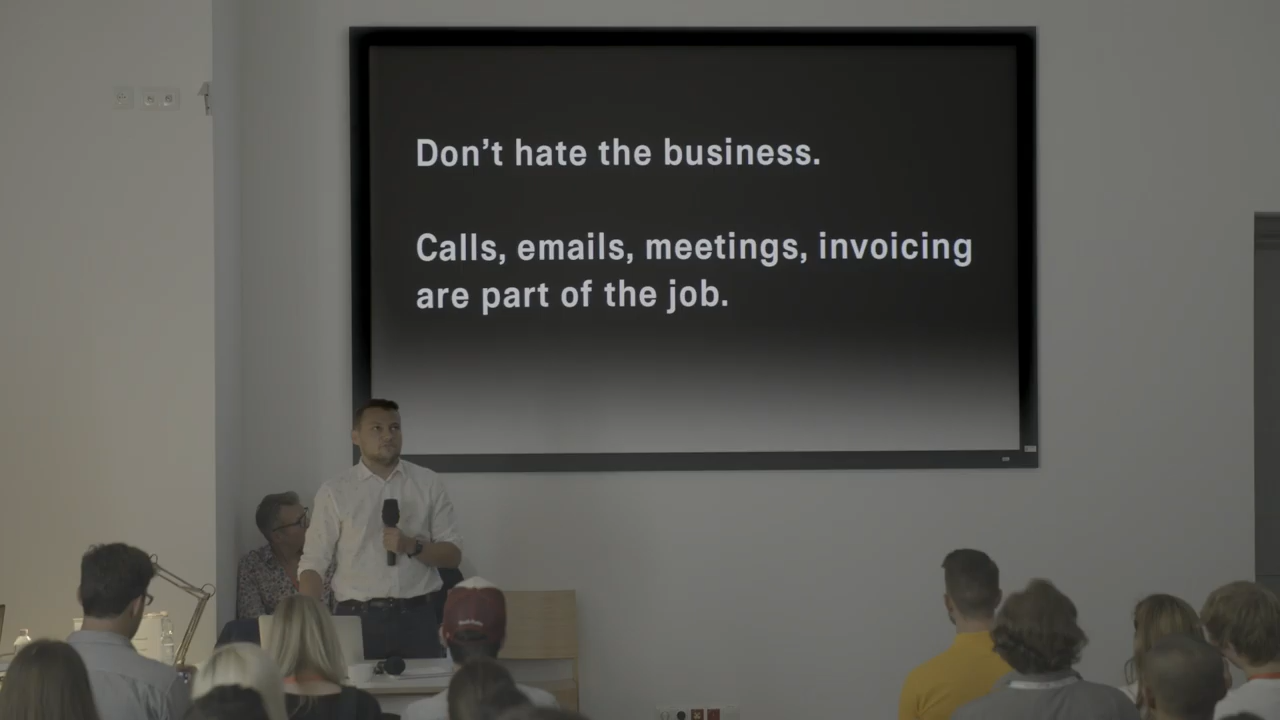 Don’t hate the business.
Calls, emails, meetings, invoicing
are part of the job.